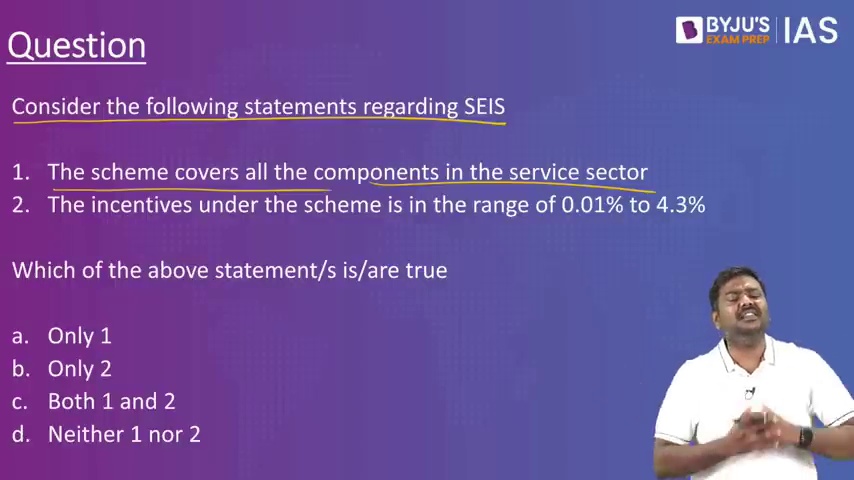 Question
BYJU'S
EXAM PREP
IAS
Consider the following statements regarding SEIS
1. The scheme covers all the components in the service sector
2. The incentives under the scheme is in the range of 0.01% to 4.3%
Which of the above statement/s is/are true
a. Only 1
b. Only 2
c. Both 1 and 2
d. Neither 1 nor 2